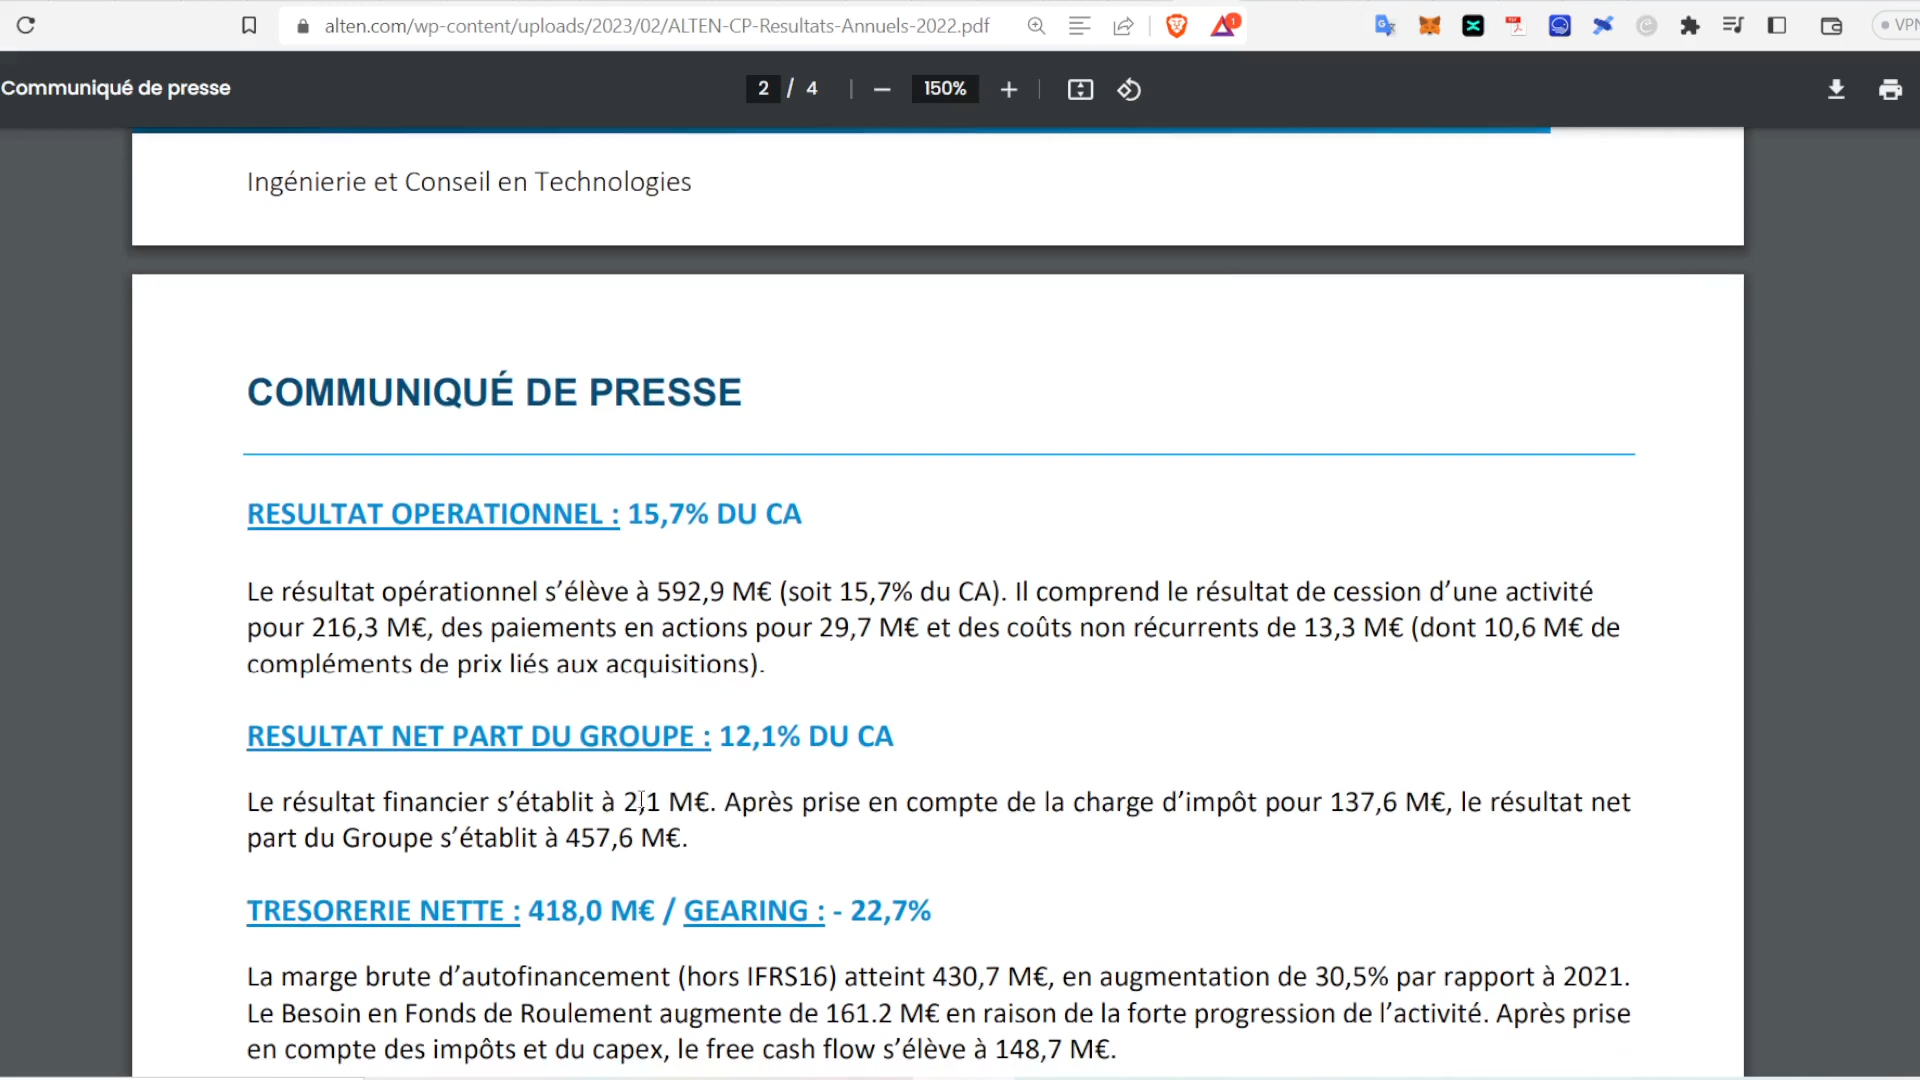 alten.com/wp-content/uploads/2023/02/ALTEN-CP-Resultats-Annuels-2022.pdf
1
VPN
Communiqué de presse
2 / 4
150%
Ingénierie et Conseil en Technologies
COMMUNIQUÉ DE PRESSE
RESULTAT OPERATIONNEL : 15,7% DU CA
Le résultat opérationnel s’élève à 592,9 M€ (soit 15,7% du CA). Il comprend le résultat de cession d’une activité
pour 216,3 M€, des paiements en actions pour 29,7 M€ et des coûts non récurrents de 13,3 M€ (dont 10,6 M€ de
compléments de prix liés aux acquisitions).
RESULTAT NET PART DU GROUPE : 12,1% DU CA
Le résultat financier s’établit à 2,1 M€. Après prise en compte de la charge d’impôt pour 137,6 M€, le résultat net
part du Groupe s’établit à 457,6 M€.
TRESORERIE NETTE : 418,0 M€ / GEARING : - 22,7%
La marge brute d’autofinancement (hors IFRS16) atteint 430,7 M€, en augmentation de 30,5% par rapport à 2021.
Le Besoin en Fonds de Roulement augmente de 161.2 M€ en raison de la forte progression de l’activité. Après prise
en compte des impôts et du capex, le free cash flow s’élève à 148,7 M€.